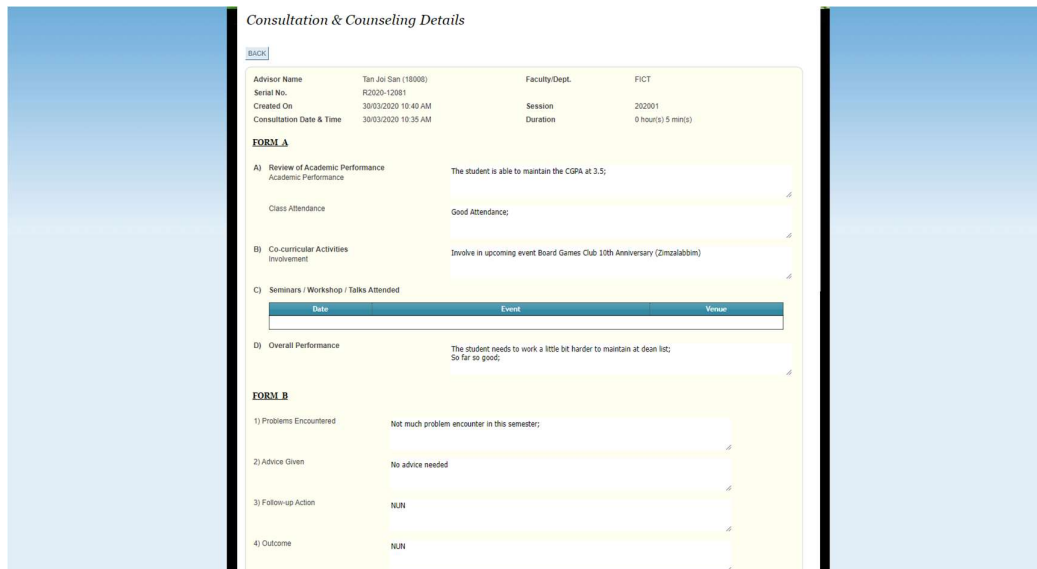 Consultation & Counseling Details
BACK
Advisor Name Tan Joi San (18008) Faculty/Dept. FICT
Serial No. R2020-12081
Created On 30/03/2020 10:40 AM Session 202001
Consultation Date & Time 30/03/2020 10:35 AM Duration 0 hour(s) 5 min(s)
FORM A
A) Review of Academic Performance
Academic Performance The student is able to maintain the CGPA at 3.5;
Class Attendance Good Attendance;
B) Co-curricular Activities
Involvement Involve in upcoming event Board Games Club 10th Anniversary (Zimzalabbim)
C) Seminars / Workshop / Talks Attended
Date Event Venue
D) Overall Performance The student needs to work a little bit harder to maintain at dean list;
So far so good;
FORM B
1) Problems Encountered Not much problem encounter in this semester;
2) Advice Given No advice needed
3) Follow-up Action NUN
4) Outcome NUN